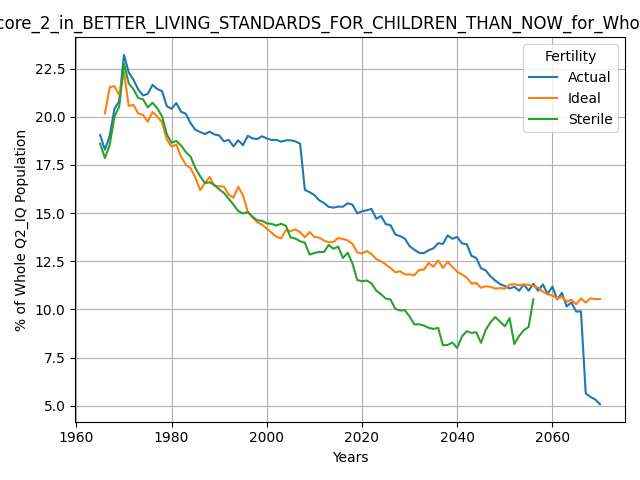 core_2_in_BETTER_LIVING_STANDARDS_FOR_CHILDREN_THAN_NOW_for_Who
Fertility
Actual
Ideal
Sterile
% of Whole Q2_IQ Population
22.5
20.0
17.5
15.0
12.5
10.0
7.5
5.0
1960 1980 2000 2020 2040 2060
Years